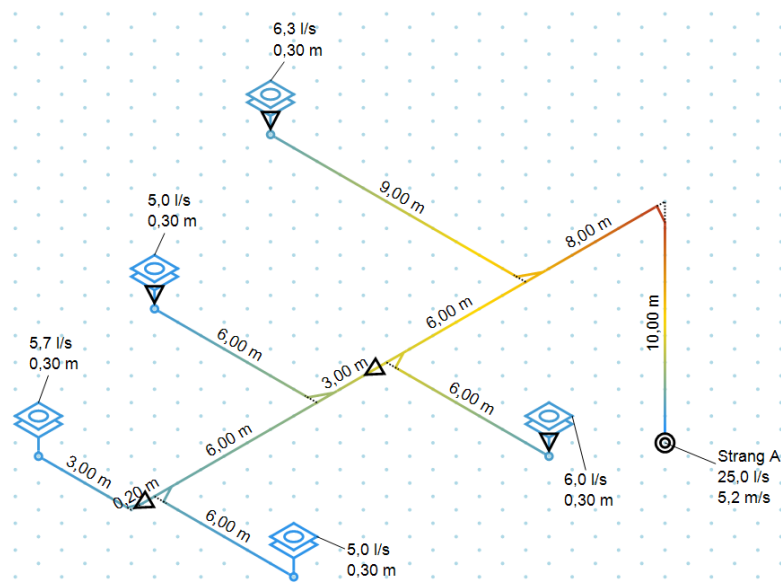 6,3 l/s
0,30 m
9,00 m
5,0 l/s
0,30 m
8,00 m
6,00 m
10,00 m
6,00 m
3,00 m
5,7 l/s
0,30 m
6,00 m
6,00 m
3,00 m
0,20 m
6,00 m
6,0 l/s
0,30 m
Strang A
25,0 l/s
5,2 m/s
5,0 l/s
0,30 m